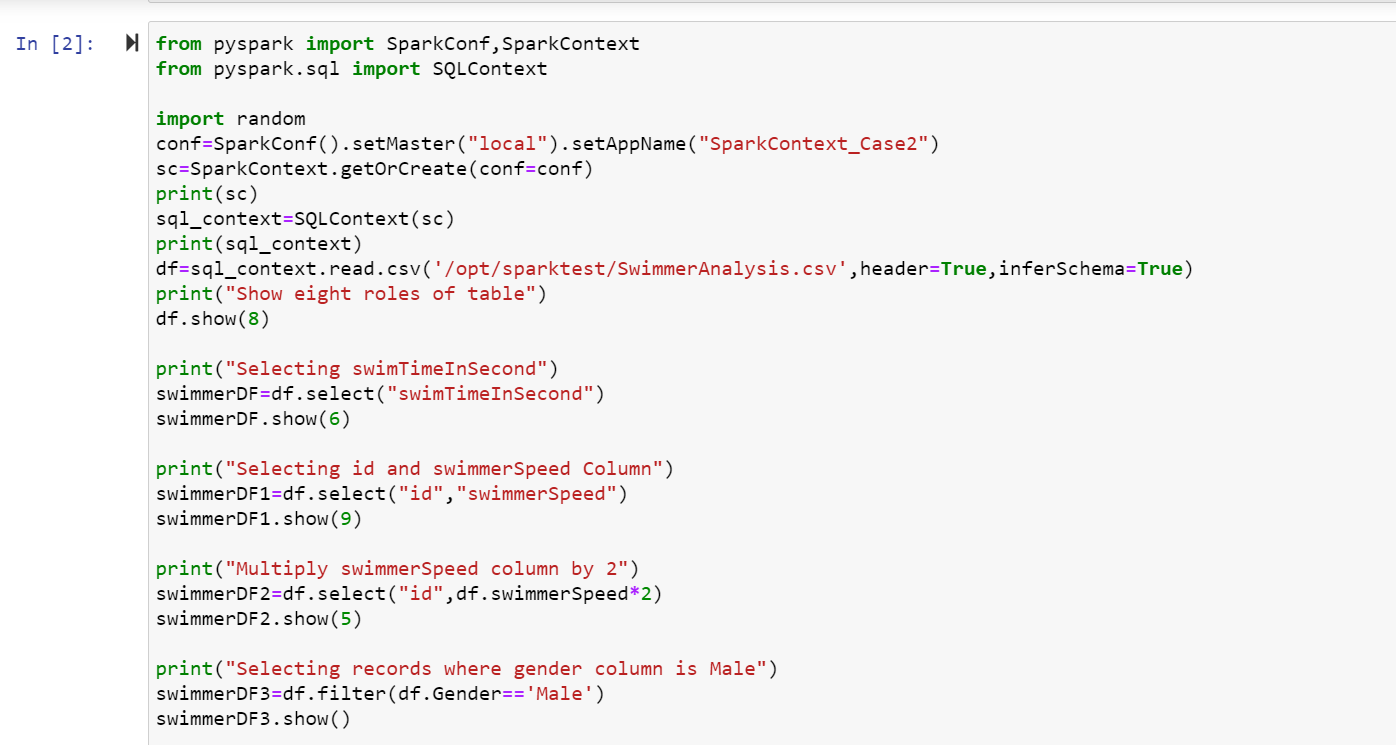 In [2]:
from pyspark import SparkConf,SparkContext
from pyspark.sql import SQLContext
import random
conf=SparkConf().setMaster("local").setAppName("SparkContext_Case2")
sc=SparkContext.getOrCreate(conf=conf)
print(sc)
sql_context=SQLContext(sc)
print(sql_context)
df=sql_context.read.csv('/opt/sparktest/SwimmerAnalysis.csv',header=True,inferSchema=True)
print("Show eight roles of table")
df.show(8)
print("Selecting swimTimeInSecond")
swimmerDF=df.select("swimTimeInSecond")
swimmerDF.show(6)
print("Selecting id and swimmerSpeed Column")
swimmerDF1=df.select("id","swimmerSpeed")
swimmerDF1.show(9)
print("Multiply swimmerSpeed column by 2")
swimmerDF2=df.select("id",df.swimmerSpeed*2)
swimmerDF2.show(5)
print("Selecting records where gender column is Male")
swimmerDF3=df.filter(df.Gender=='Male')
swimmerDF3.show()